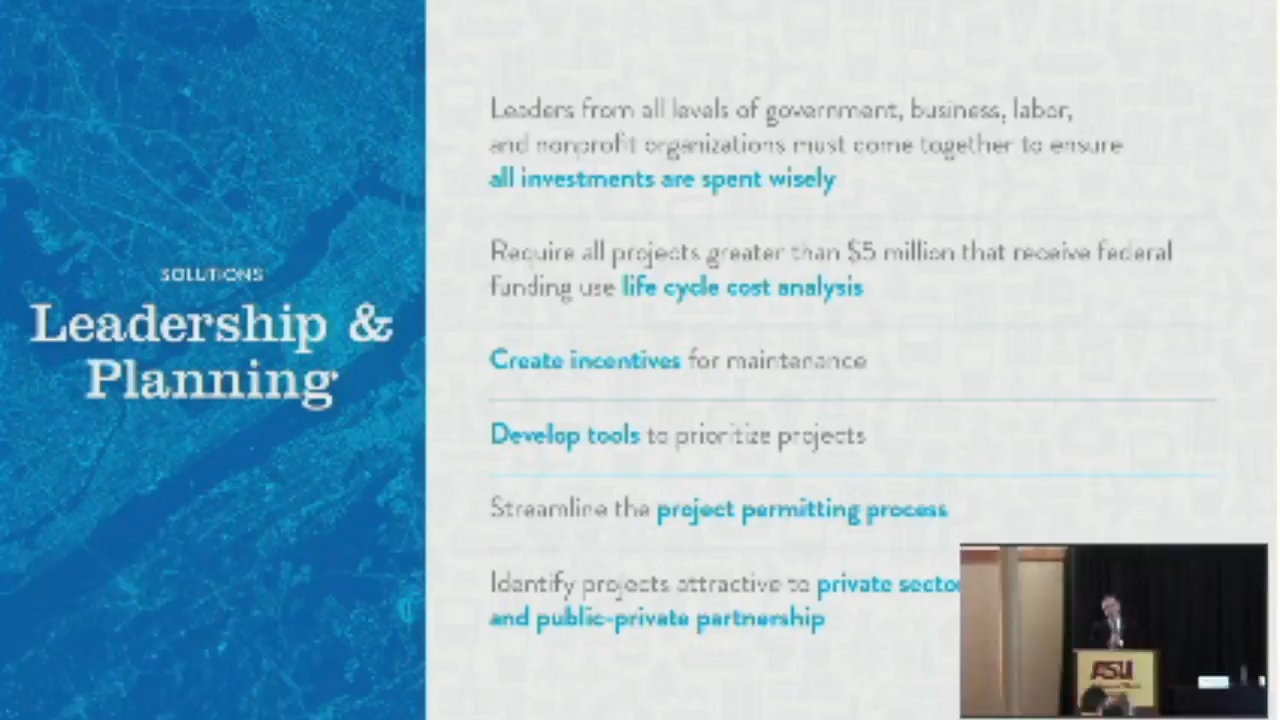 SOLUTIONS
Leadership &
Planning
Leaders from all levels of government, business, labor,
and nonprofit organizations must come together to ensure
all investments are spent wisely
Require all projects greater than $5 million that receive federal
funding use life cycle cost analysis
Create incentives for maintenance
Develop tools to prioritize projects
Streamline the project permitting process
Identify projects attractive to private
and public-private partnership
ASU